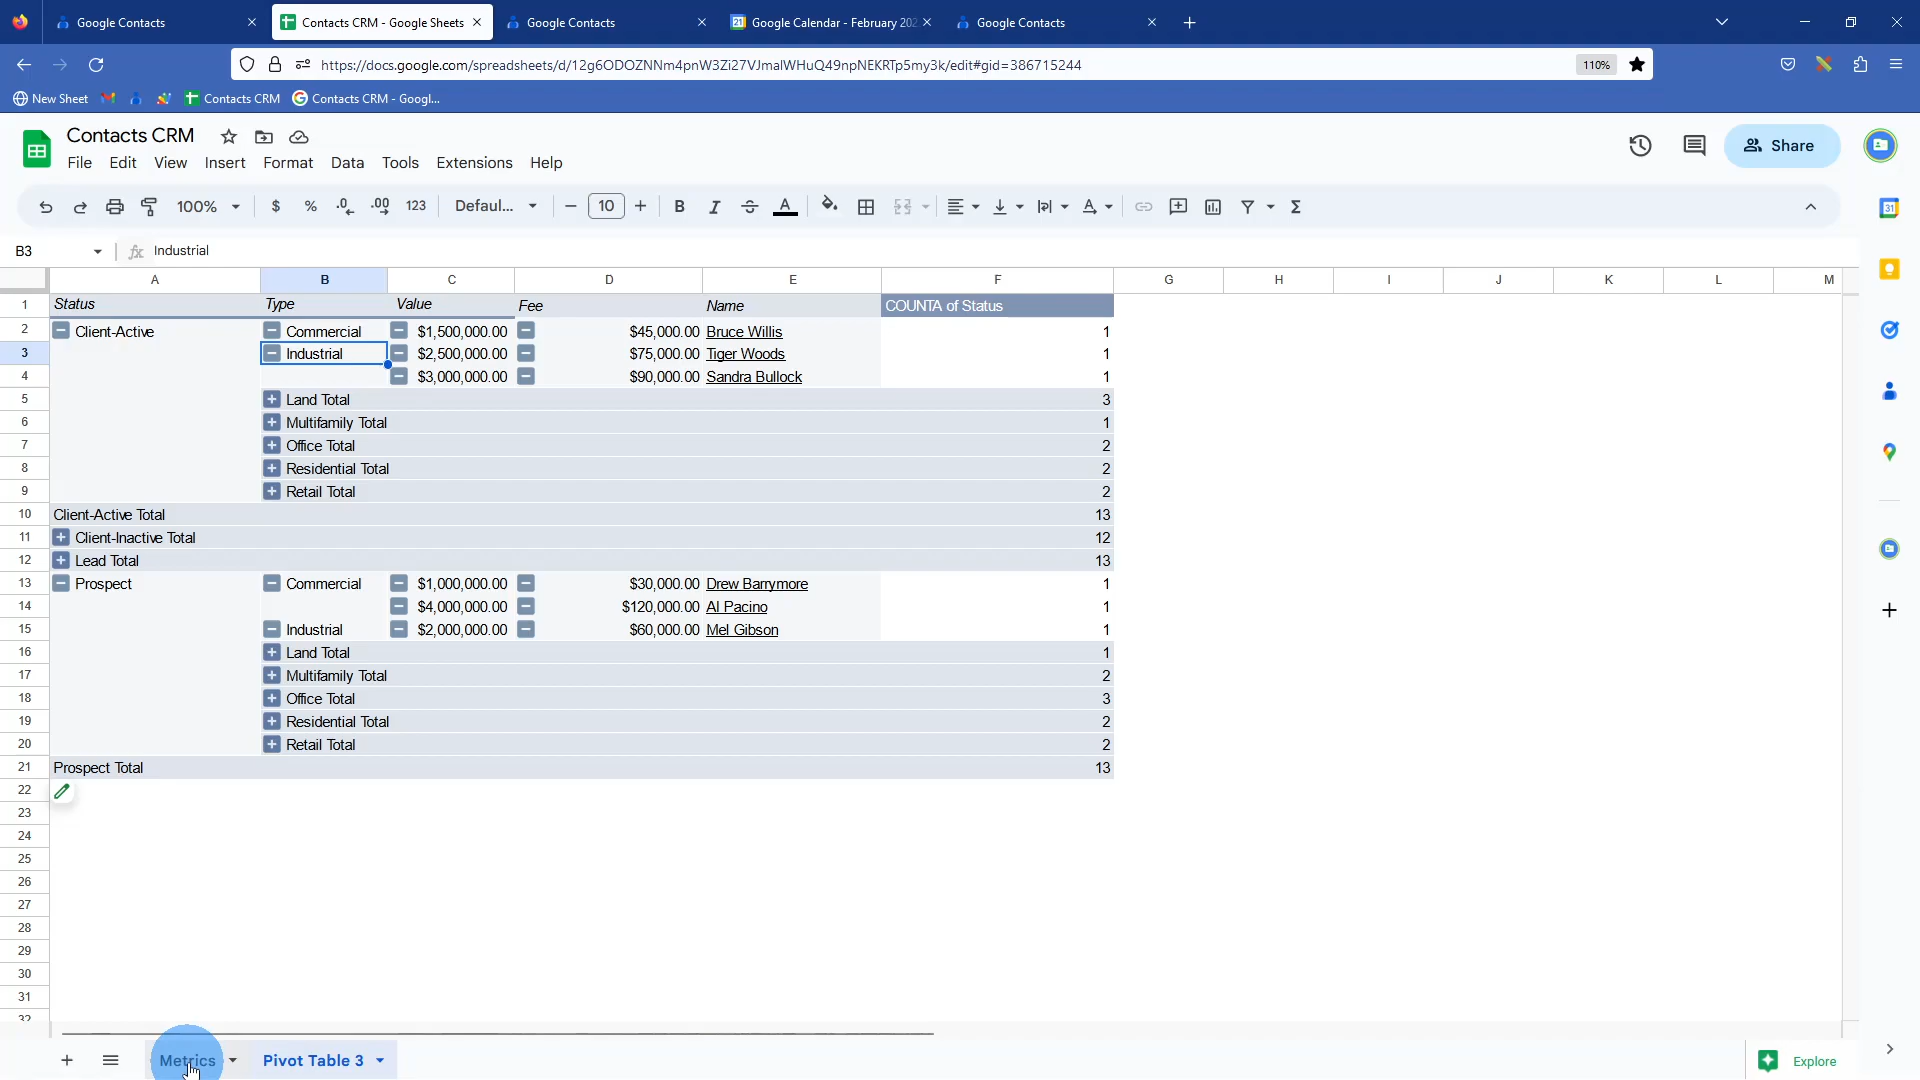 Google Contacts
Contacts CRM - Google Sheets
Google Contacts
Google Calendar - February 202
Google Contacts
https://docs.google.com/spreadsheets/d/12g6ODOZNNm4pnW3Zi27VJmalWHuQ49npNEKRTp5my3k/edit#gid=386715244
110%
New Sheet
Contacts CRM
Contacts CRM - Googl...
Contacts CRM
File Edit View Insert Format Data Tools Extensions Help
Share
100% $ % .0 .00 123 Defaul... 10 B I A
B3 fx Industrial
A B C D E F G H I J K L M
1 Status Type Value Fee Name COUNTA of Status
2 Client-Active Commercial $1,500,000.00 $45,000.00 Bruce Willis 1
3 Industrial $2,500,000.00 $75,000.00 Tiger Woods 1
4 $3,000,000.00 $90,000.00 Sandra Bullock 1
5 Land Total 3
6 Multifamily Total 1
7 Office Total 2
8 Residential Total 2
9 Retail Total 2
10 Client-Active Total 13
11 Client-Inactive Total 12
12 Lead Total 13
13 Prospect Commercial $1,000,000.00 $30,000.00 Drew Barrymore 1
14 $4,000,000.00 $120,000.00 Al Pacino 1
15 Industrial $2,000,000.00 $60,000.00 Mel Gibson 1
16 Land Total 1
17 Multifamily Total 2
18 Office Total 3
19 Residential Total 2
20 Retail Total 2
21 Prospect Total 13
22
23
24
25
26
27
28
29
30
31
32
Metrics Pivot Table 3
Explore